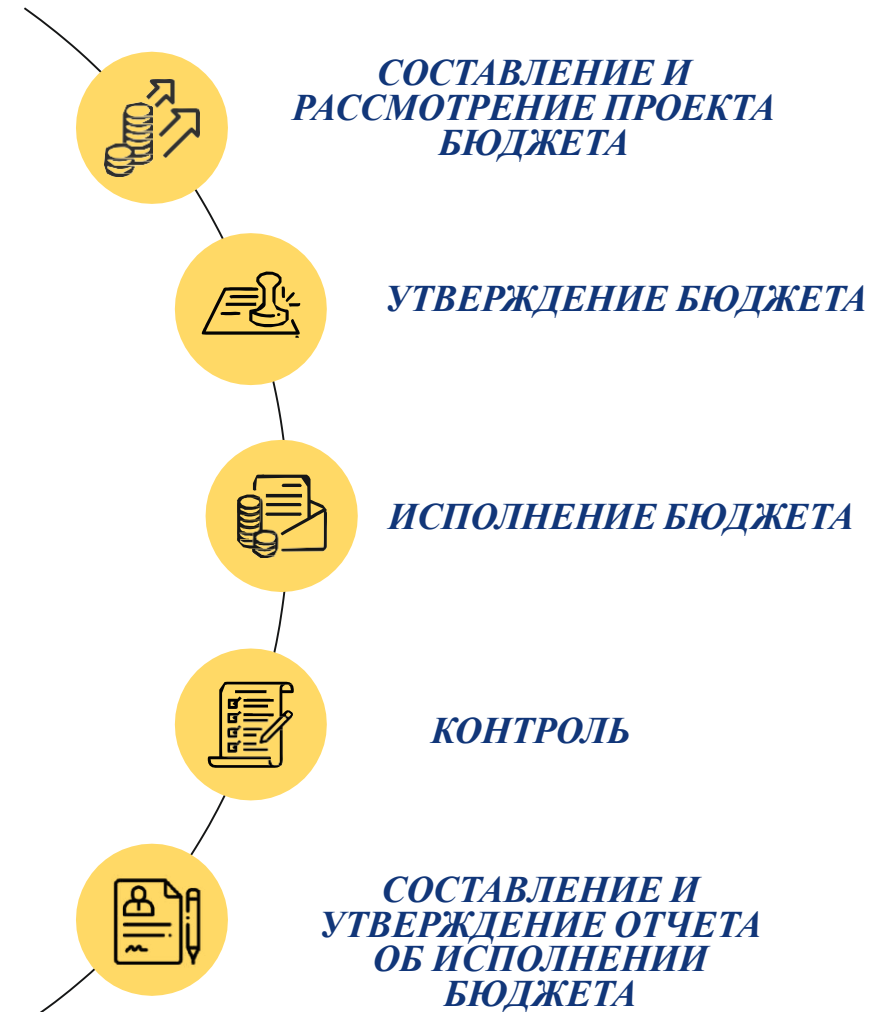 СОСТАВЛЕНИЕ И
РАССМОТРЕНИЕ ПРОЕКТА
БЮДЖЕТА
УТВЕРЖДЕНИЕ БЮДЖЕТА
ИСПОЛНЕНИЕ БЮДЖЕТА
КОНТРОЛЬ
СОСТАВЛЕНИЕ И
УТВЕРЖДЕНИЕ ОТЧЕТА
ОБ ИСПОЛНЕНИИ
БЮДЖЕТА